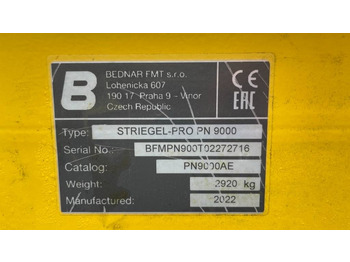 B
BEDNAR FMT s.r.o.
Lohenicka 607
190 17 Praha 9 - Vinor
Czech Republic
CE
EAC
Type: STRIEGEL-PRO PN 9000
Serial No.: BFMPN900T02272716
Catalog: PN9000AE
Weight: 2920 kg
Manufactured: 2022